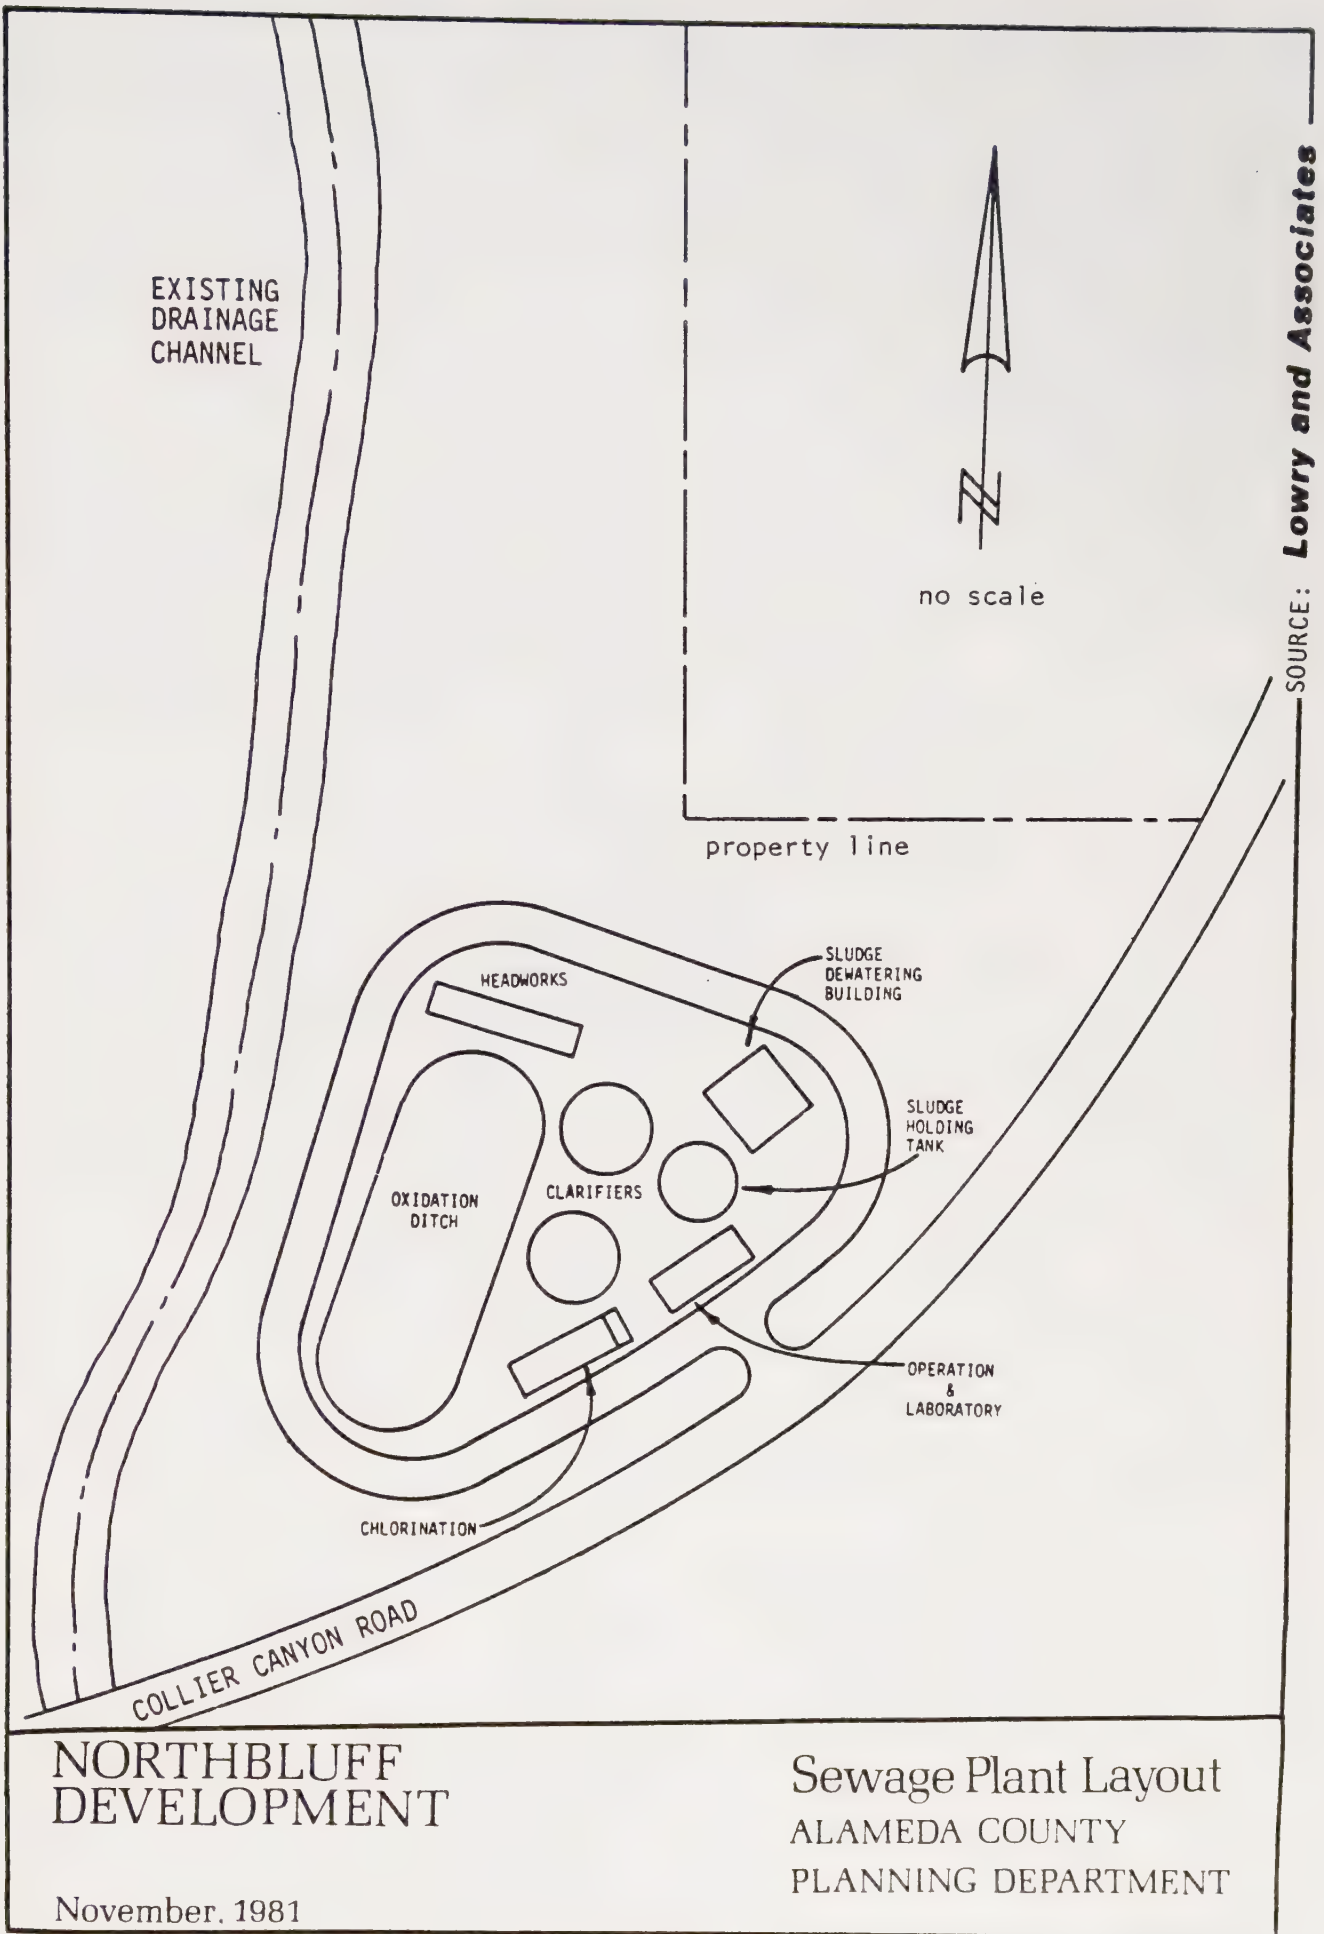 EXISTING
DRAINAGE
CHANNEL
N
no scale
SOURCE: Lowry and Associates
property line
HEADWORKS
SLUDGE
DEWATERING
BUILDING
SLUDGE
HOLDING
TANK
OXIDATION
DITCH
CLARIFIERS
OPERATION
&
LABORATORY
CHLORINATION
COLLIER CANYON ROAD
NORTHBLUFF
DEVELOPMENT
November, 1981
Sewage Plant Layout
ALAMEDA COUNTY
PLANNING DEPARTMENT